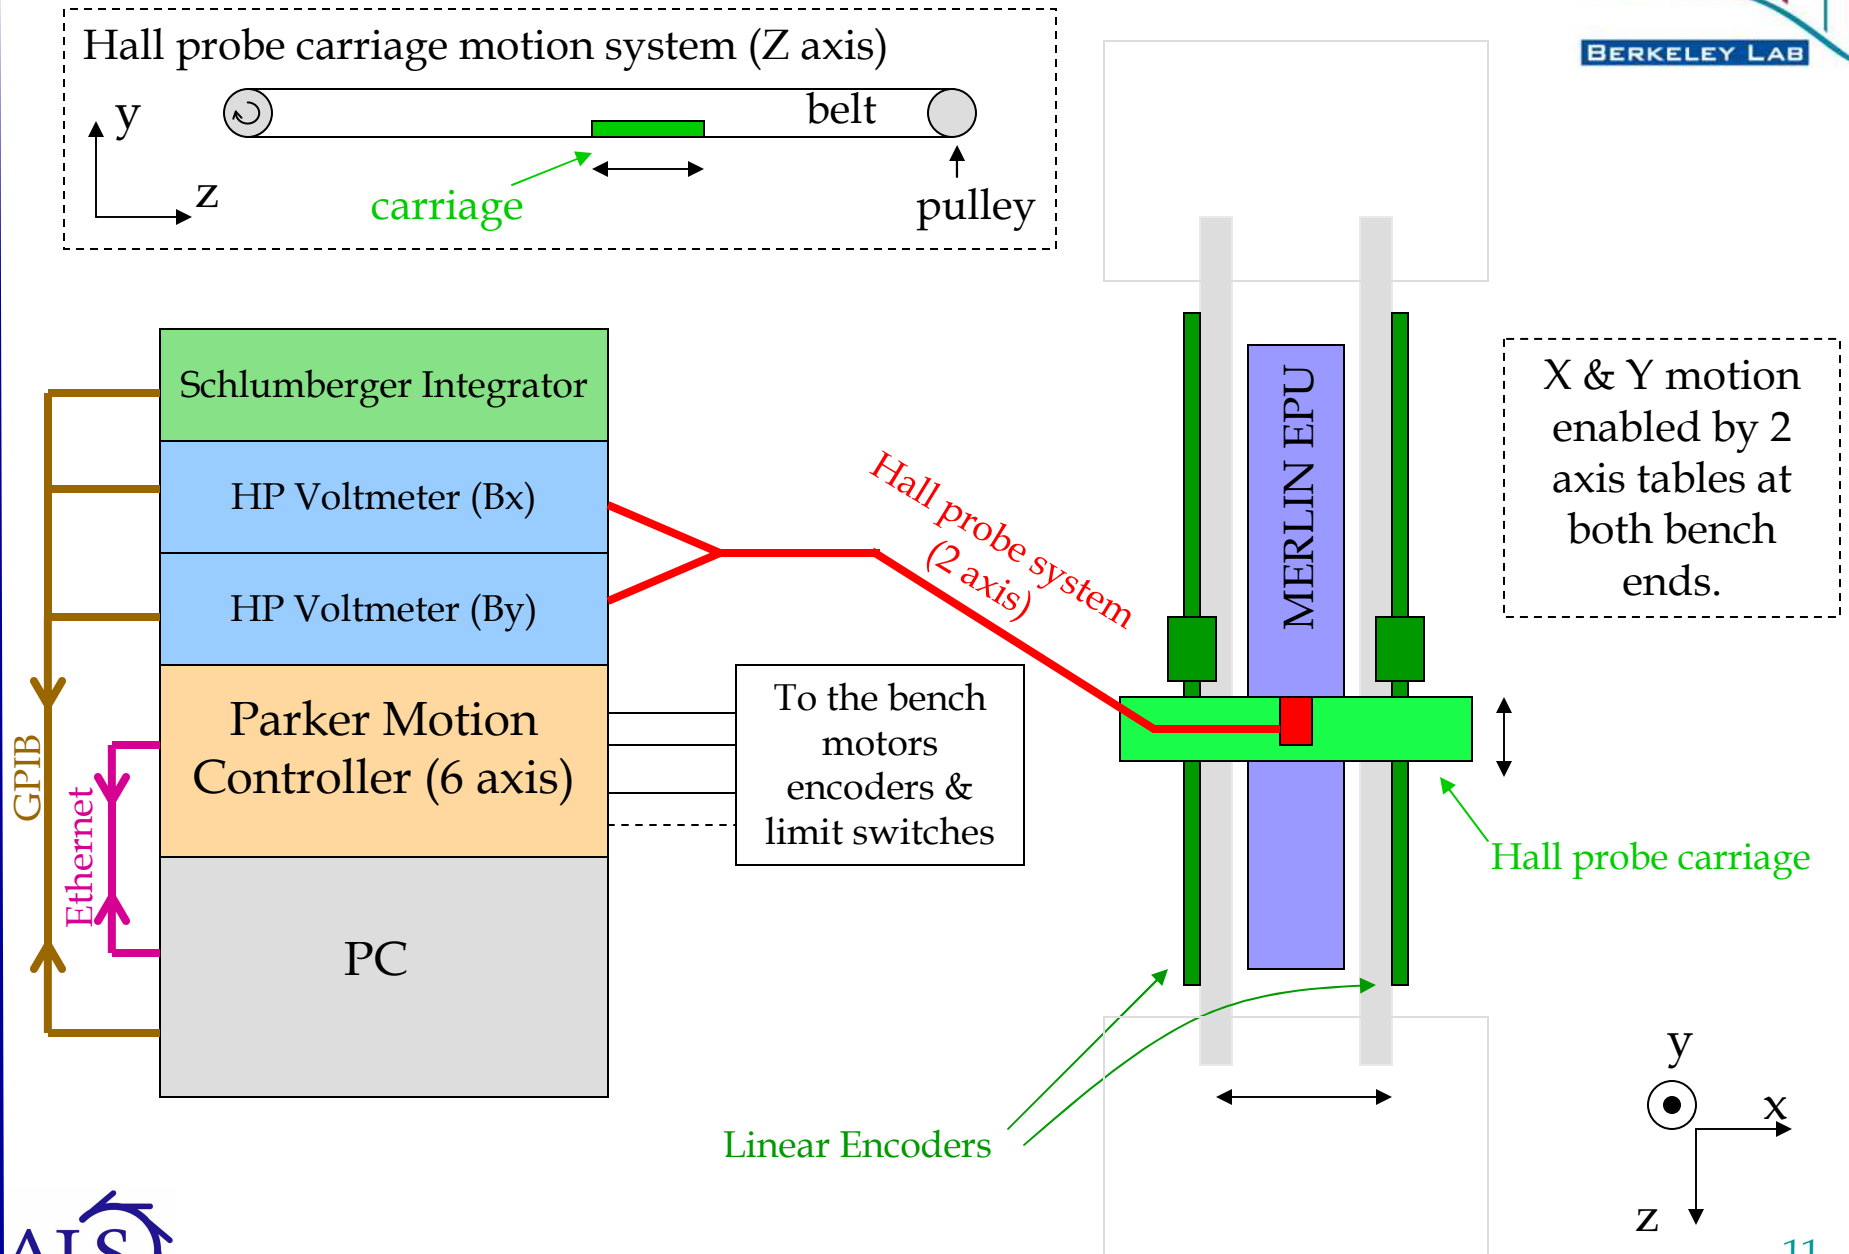 Hall probe carriage motion system (Z axis)
y
belt
z
carriage
pulley
BERKELEY LAB
Schlumberger Integrator
HP Voltmeter (Bx)
HP Voltmeter (By)
Parker Motion
Controller (6 axis)
PC
GPIB
Ethernet
To the bench
motors
encoders &
limit switches
Hall probe system
(2 axis)
MERLIN EPU
X & Y motion
enabled by 2
axis tables at
both bench
ends.
Hall probe carriage
Linear Encoders
y
x
z
ALS
11